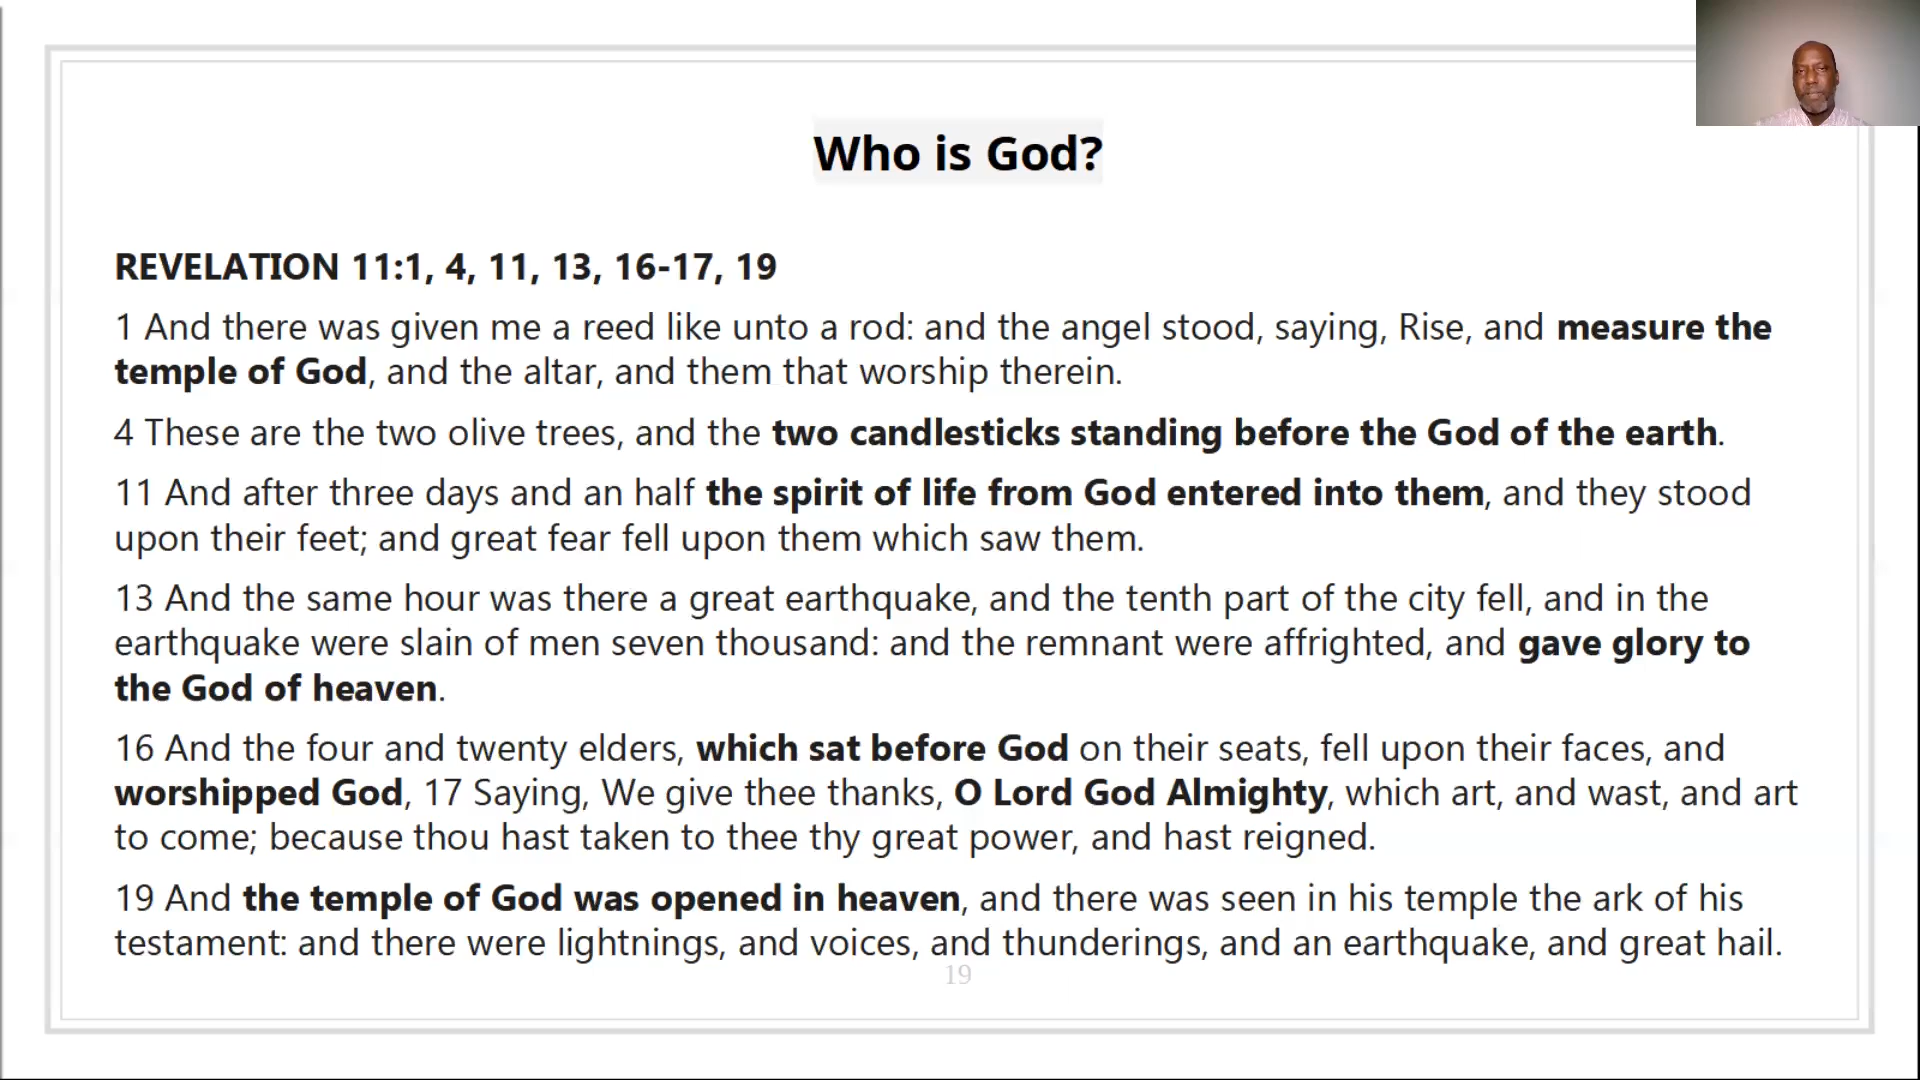 Who is God?
REVELATION 11:1, 4, 11, 13, 16-17, 19
1 And there was given me a reed like unto a rod: and the angel stood, saying, Rise, and measure the
temple of God, and the altar, and them that worship therein.
4 These are the two olive trees, and the two candlesticks standing before the God of the earth.
11 And after three days and an half the spirit of life from God entered into them, and they stood
upon their feet; and great fear fell upon them which saw them.
13 And the same hour was there a great earthquake, and the tenth part of the city fell, and in the
earthquake were slain of men seven thousand: and the remnant were affrighted, and gave glory to
the God of heaven.
16 And the four and twenty elders, which sat before God on their seats, fell upon their faces, and
worshipped God, 17 Saying, We give thee thanks, O Lord God Almighty, which art, and wast, and art
to come; because thou hast taken to thee thy great power, and hast reigned.
19 And the temple of God was opened in heaven, and there was seen in his temple the ark of his
testament: and there were lightnings, and voices, and thunderings, and an earthquake, and great hail.
19